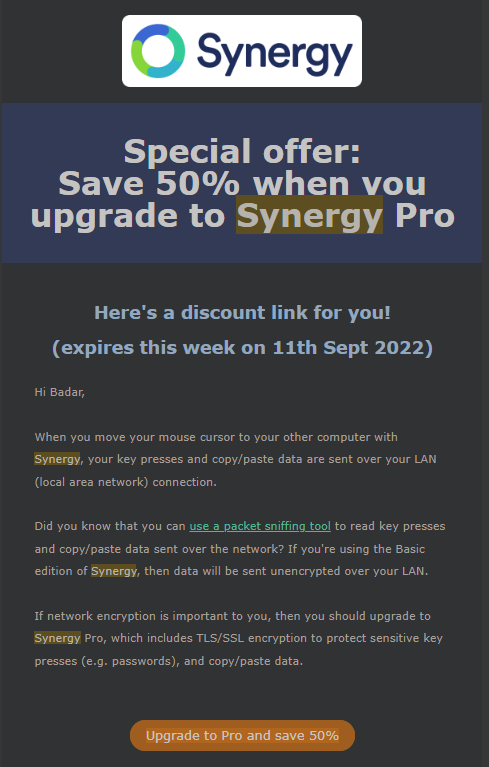 Synergy
Special offer:
Save 50% when you
upgrade to Synergy Pro
Here's a discount link for you!
(expires this week on 11th Sept 2022)
Hi Badar,
When you move your mouse cursor to your other computer with
Synergy, your key presses and copy/paste data are sent over your LAN
(local area network) connection.
Did you know that you can use a packet sniffing tool to read key presses
and copy/paste data sent over the network? If you're using the Basic
edition of Synergy, then data will be sent unencrypted over your LAN.
If network encryption is important to you, then you should upgrade to
Synergy Pro, which includes TLS/SSL encryption to protect sensitive key
presses (e.g. passwords), and copy/paste data.
Upgrade to Pro and save 50%